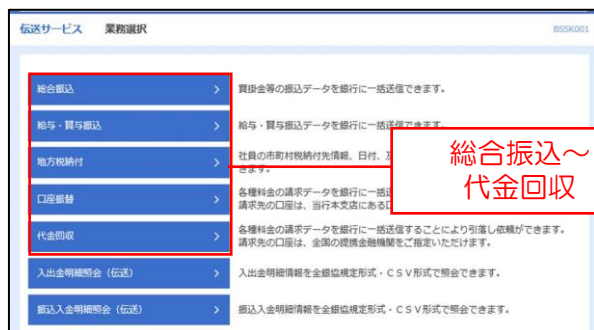 伝送サービス 業務選択 BSSK001
総合振込 > 買掛金等の振込データを銀行に一括送信できます。
給与・賞与振込 > 給与・賞与振込データを銀行に一括送信できます。
地方税納付 > 社員の市町村税納付先情報、日付、
きます。
口座振替 > 各種料金の請求データを銀行に一括送
請求先の口座は、当行本支店にある口
代金回収 > 各種料金の請求データを銀行に一括送信することにより引落し依頼ができます。
請求先の口座は、全国の提携金融機関をご指定いただけます。
入出金明細照会（伝送） > 入出金明細情報を全銀協規定形式・CSV形式で照会できます。
振込入金明細照会（伝送） > 振込入金明細情報を全銀協規定形式・CSV形式で照会できます。
総合振込～
代金回収